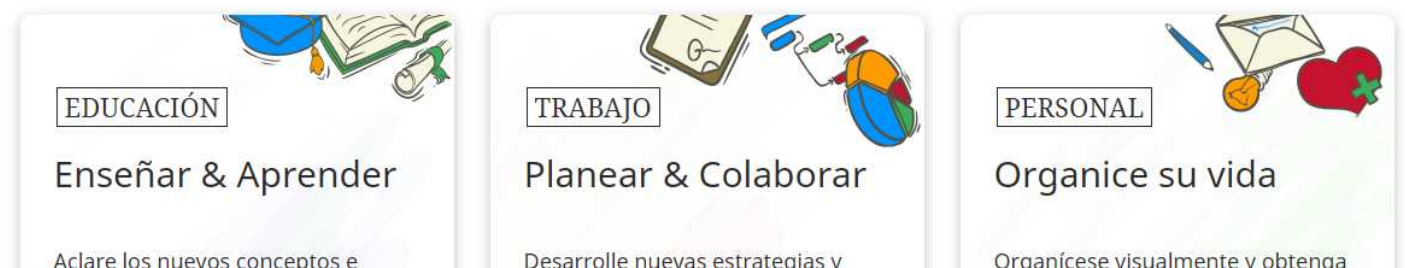 EDUCACIÓN
Enseñar & Aprender
Aclare los nuevos conceptos e
TRABAJO
Planear & Colaborar
Desarrolle nuevas estrategias y
PERSONAL
Organice su vida
Organícese visualmente y obtenga